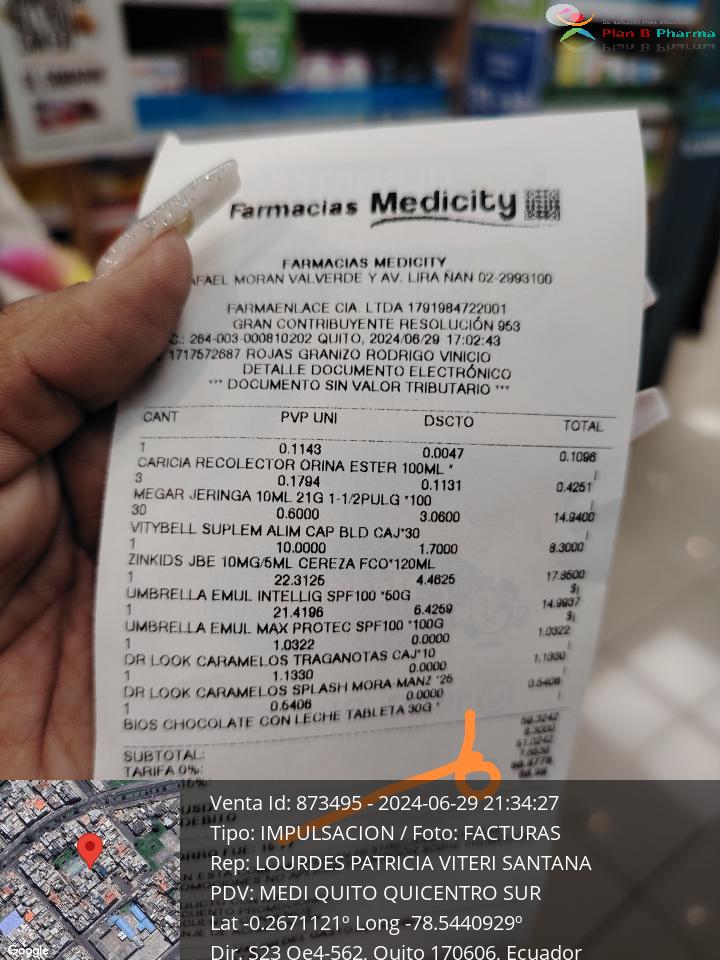 Plan B Pharma
Farmacias Medicity
FARMACIAS MEDICITY
AFAEL MORAN VALVERDE Y AV. LIRA ÑAN 02-2993100
FARMAENLACE CIA. LTDA 1791984722001
GRAN CONTRIBUYENTE RESOLUCIÓN 953
C.: 264-003-000810202 QUITO, 2024/06/29 17:02:43
1717572687 ROJAS GRANIZO RODRIGO VINICIO
DETALLE DOCUMENTO ELECTRÓNICO
*** DOCUMENTO SIN VALOR TRIBUTARIO ***
CANT PVP UNI DSCTO TOTAL
1 0.1143 0.0047 0.1096
CARICIA RECOLECTOR ORINA ESTER 100ML *
3 0.1794 0.1131 0.4251
MEGAR JERINGA 10ML 21G 1-1/2PULG *100
30 0.6000 3.0600 14.9400
VITYBELL SUPLEM ALIM CAP BLD CAJ*30
1 10.0000 1.7000 8.3000
ZINKIDS JBE 10MG/5ML CEREZA FCO*120ML
1 22.3125 4.4625 17.8500
UMBRELLA EMUL INTELLIG SPF100 *50G
1 21.4196 6.4259 14.9937
UMBRELLA EMUL MAX PROTEC SPF100 *100G
1 1.0322 0.0000 1.0322
DR LOOK CARAMELOS TRAGANOTAS CAJ*10
1 1.1330 0.0000 1.1330
DR LOOK CARAMELOS SPLASH MORA-MANZ *25
1 0.5406 0.0000 0.5406
BIOS CHOCOLATE CON LECHE TABLETA 30G *
SUBTOTAL:
TARIFA 0%:
Venta Id: 873495 - 2024-06-29 21:34:27
Tipo: IMPULSACION / Foto: FACTURAS
Rep: LOURDES PATRICIA VITERI SANTANA
PDV: MEDI QUITO QUICENTRO SUR
Lat -0.2671121º Long -78.5440929º
Dir. S23 Oe4-562, Quito 170606, Ecuador
Google